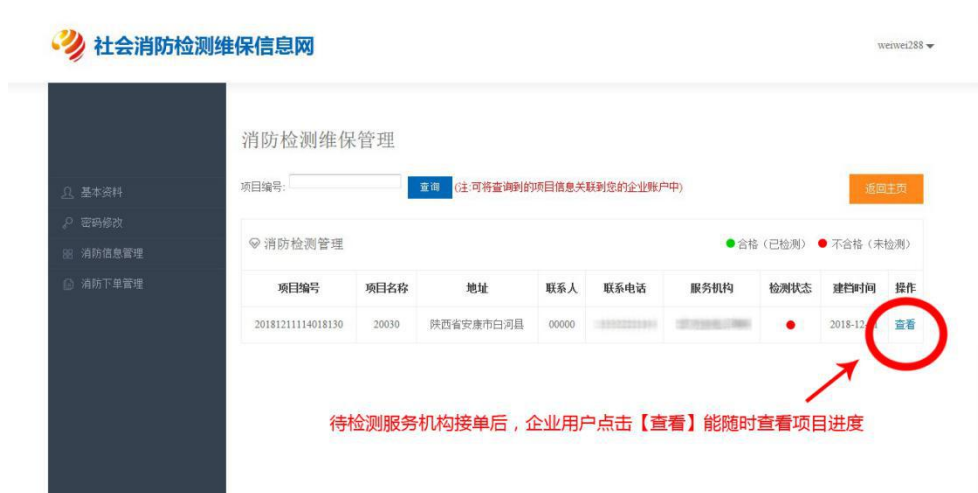 社会消防检测维保信息网
weiwei288
消防检测维保管理
项目编号:
查询
(注:可将查询到的项目信息关联到您的企业账户中)
返回主页
基本资料
密码修改
消防信息管理
消防下单管理
消防检测管理
合格（已检测）
不合格（未检测）
项目编号 项目名称 地址 联系人 联系电话 服务机构 检测状态 建档时间 操作
20181211114018130 20030 陕西省安康市白河县 00000 2018-12- 查看
待检测服务机构接单后，企业用户点击【查看】能随时查看项目进度